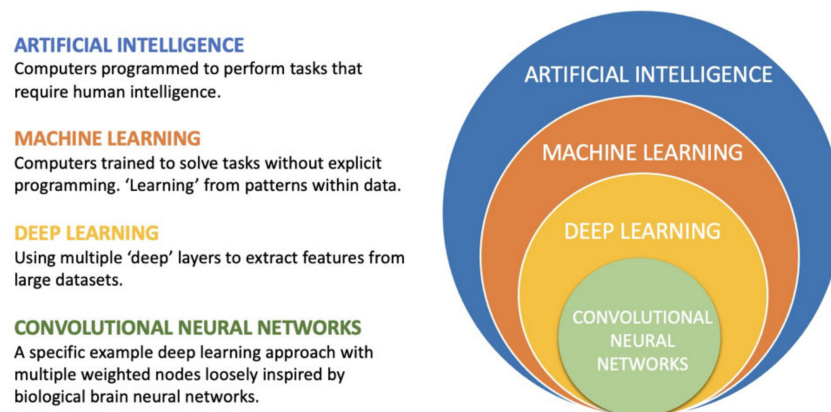 ARTIFICIAL INTELLIGENCE
Computers programmed to perform tasks that
require human intelligence.
MACHINE LEARNING
Computers trained to solve tasks without explicit
programming. ‘Learning’ from patterns within data.
DEEP LEARNING
Using multiple ‘deep’ layers to extract features from
large datasets.
CONVOLUTIONAL NEURAL NETWORKS
A specific example deep learning approach with
multiple weighted nodes loosely inspired by
biological brain neural networks.
ARTIFICIAL INTELLIGENCE
MACHINE LEARNING
DEEP LEARNING
CONVOLUTIONAL
NEURAL
NETWORKS